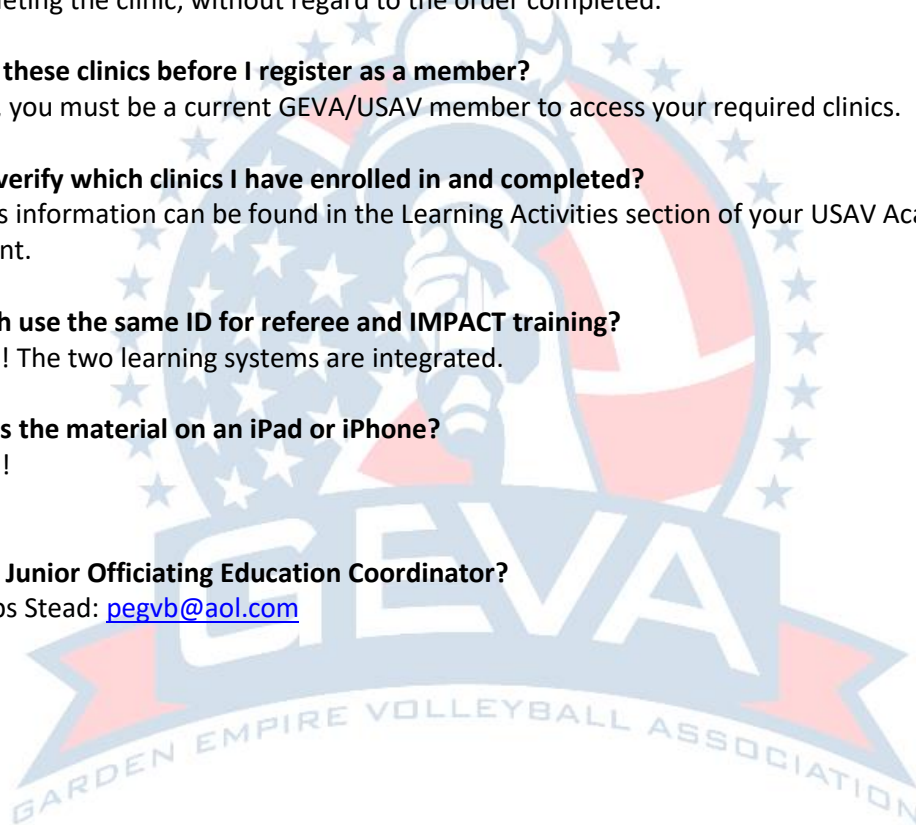 eting the clinic, without regard to the order completed.
these clinics before I register as a member?
you must be a current GEVA/USAV member to access your required clinics.
verify which clinics I have enrolled in and completed?
s information can be found in the Learning Activities section of your USAV Aca
nt.
h use the same ID for referee and IMPACT training?
! The two learning systems are integrated.
s the material on an iPad or iPhone?
!
Junior Officiating Education Coordinator?
os Stead: pegvb@aol.com
GEVA
GARDEN EMPIRE VOLLEYBALL ASSOCIATION